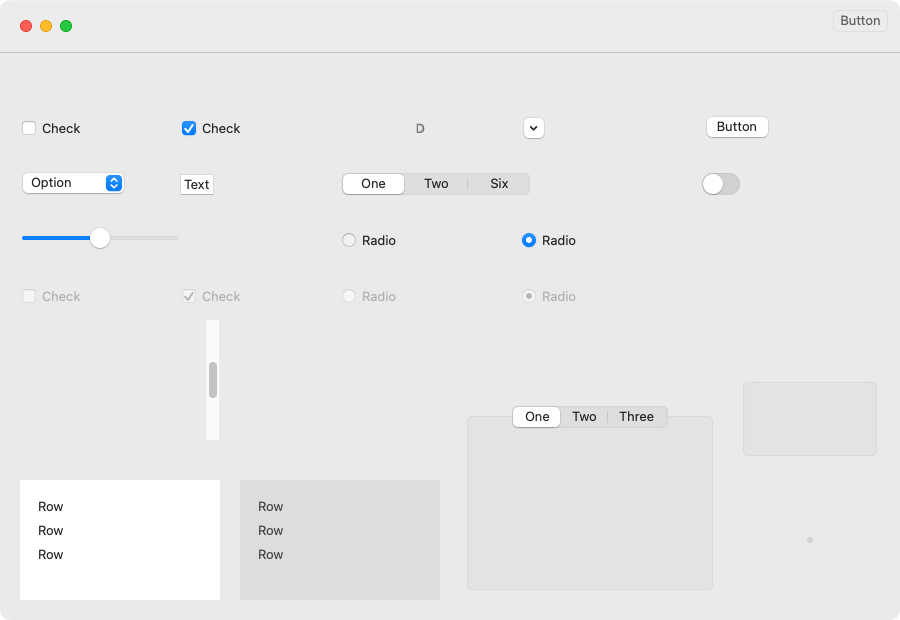 Button
Check
Check
D
Button
Option
Text
One Two Six
Radio
Radio
Check
Check
Radio
Radio
One Two Three
Row
Row
Row
Row
Row
Row